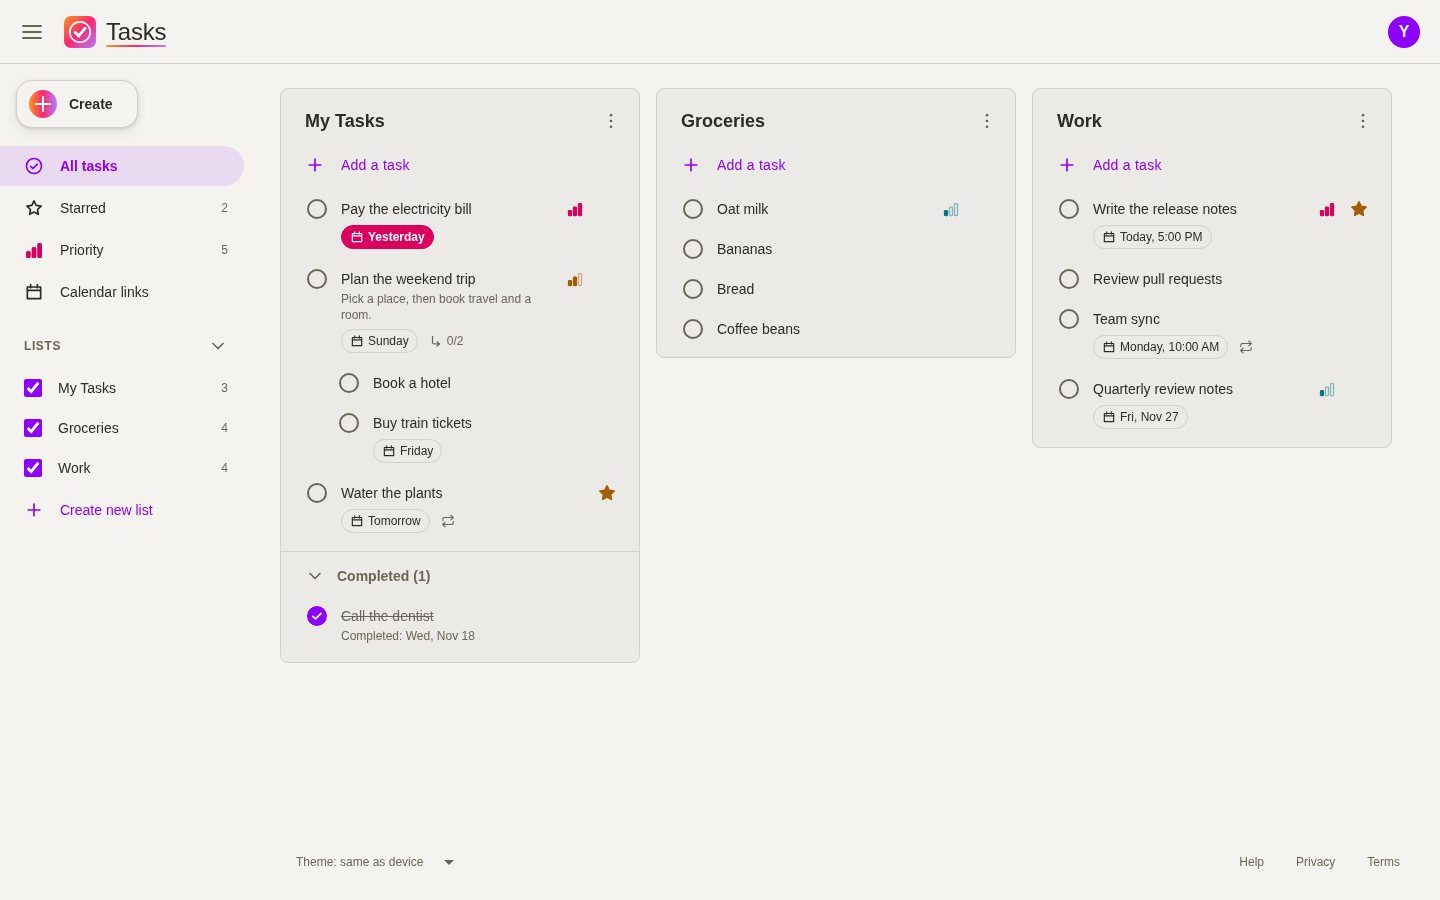 Tasks
Y
Create
All tasks
Starred 2
Priority 5
Calendar links
LISTS
My Tasks 3
Groceries 4
Work 4
Create new list
My Tasks
Add a task
Pay the electricity bill
Yesterday
Plan the weekend trip
Pick a place, then book travel and a
room.
Sunday 0/2
Book a hotel
Buy train tickets
Friday
Water the plants
Tomorrow
Completed (1)
Call the dentist
Completed: Wed, Nov 18
Groceries
Add a task
Oat milk
Bananas
Bread
Coffee beans
Work
Add a task
Write the release notes
Today, 5:00 PM
Review pull requests
Team sync
Monday, 10:00 AM
Quarterly review notes
Fri, Nov 27
Theme: same as device
Help Privacy Terms